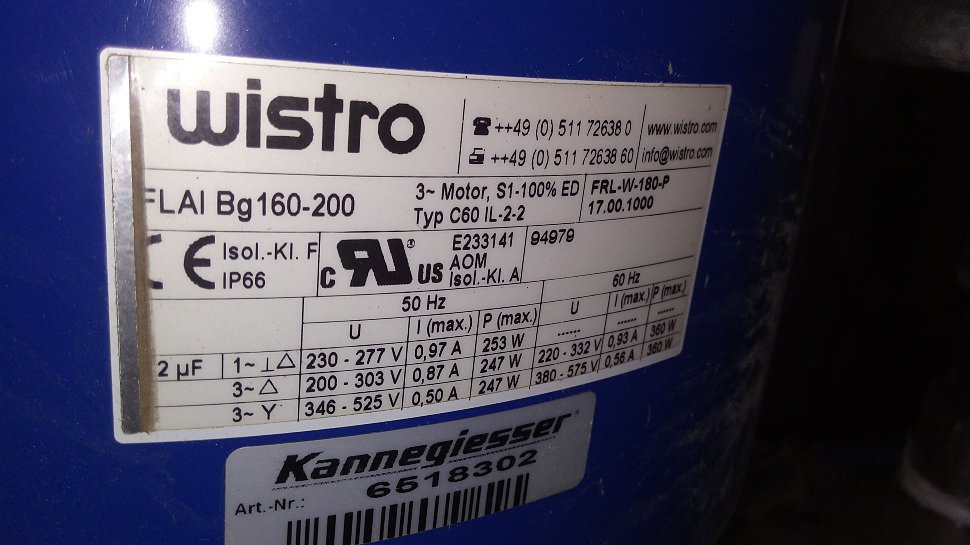 wistro
++49 (0) 511 72638 0
++49 (0) 511 72638 60
www.wistro.com
info@wistro.com
FLAI Bg160-200
3~ Motor, S1-100% ED
Typ C60 IL-2-2
FRL-W-180-P
17.00.1000
CE Isol.-Kl. F
IP66
c RU ® US
E233141
AOM
Isol.-Kl. A
94979
50 Hz 60 Hz
U I (max.) P (max.) U I (max.) P (max.)
2 µF 1~ ⊥ △ 230 - 277 V 0,97 A 253 W ...... ...... ......
3~ △ 200 - 303 V 0,87 A 247 W 220 - 332 V 0,93 A 360 W
3~ Y 346 - 525 V 0,50 A 247 W 380 - 575 V 0,56 A 360 W
Kannegiesser
6518302
Art.-Nr.: